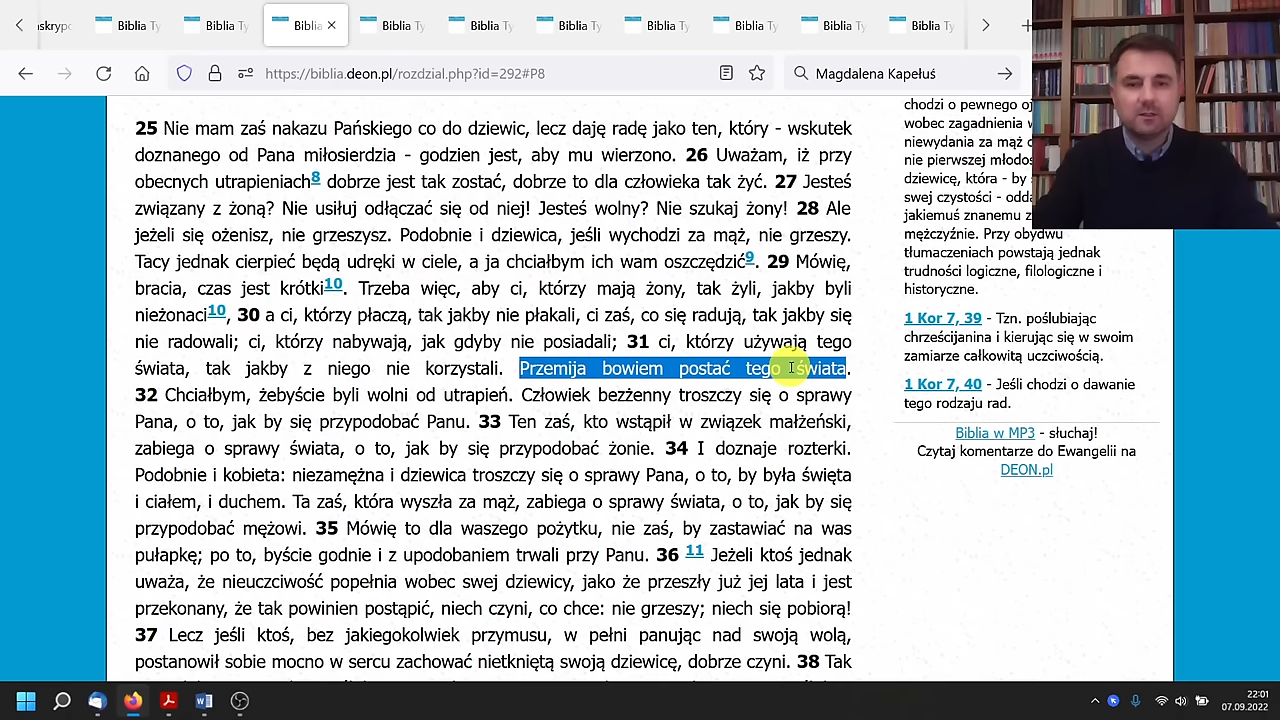 Biblia Ty
Biblia Ty
Biblia
Biblia Ty
Biblia Ty
Biblia Ty
Biblia Ty
Biblia Ty
Biblia Ty
Biblia Ty
https://biblia.deon.pl/rozdzial.php?id=292#P8
Magdalena Kapełuś
25 Nie mam zaś nakazu Pańskiego co do dziewic, lecz daję radę jako ten, który - wskutek
doznanego od Pana miłosierdzia - godzien jest, aby mu wierzono. 26 Uważam, iż przy
obecnych utrapieniach8 dobrze jest tak zostać, dobrze to dla człowieka tak żyć. 27 Jesteś
związany z żoną? Nie usiłuj odłączać się od niej! Jesteś wolny? Nie szukaj żony! 28 Ale
jeżeli się ożenisz, nie grzeszysz. Podobnie i dziewica, jeśli wychodzi za mąż, nie grzeszy.
Tacy jednak cierpieć będą udręki w ciele, a ja chciałbym ich wam oszczędzić9. 29 Mówię,
bracia, czas jest krótki10. Trzeba więc, aby ci, którzy mają żony, tak żyli, jakby byli
nieżonaci10, 30 a ci, którzy płaczą, tak jakby nie płakali, ci zaś, co się radują, tak jakby się
nie radowali; ci, którzy nabywają, jak gdyby nie posiadali; 31 ci, którzy używają tego
świata, tak jakby z niego nie korzystali. Przemija bowiem postać tego świata.
32 Chciałbym, żebyście byli wolni od utrapień. Człowiek bezżenny troszczy się o sprawy
Pana, o to, jak by się przypodobać Panu. 33 Ten zaś, kto wstąpił w związek małżeński,
zabiega o sprawy świata, o to, jak by się przypodobać żonie. 34 I doznaje rozterki.
Podobnie i kobieta: niezamężna i dziewica troszczy się o sprawy Pana, o to, by była święta
i ciałem, i duchem. Ta zaś, która wyszła za mąż, zabiega o sprawy świata, o to, jak by się
przypodobać mężowi. 35 Mówię to dla waszego pożytku, nie zaś, by zastawiać na was
pułapkę; po to, byście godnie i z upodobaniem trwali przy Panu. 36 11 Jeżeli ktoś jednak
uważa, że nieuczciwość popełnia wobec swej dziewicy, jako że przeszły już jej lata i jest
przekonany, że tak powinien postąpić, niech czyni, co chce: nie grzeszy; niech się pobiorą!
37 Lecz jeśli ktoś, bez jakiegokolwiek przymusu, w pełni panując nad swoją wolą,
postanowił sobie mocno w sercu zachować nietkniętą swoją dziewicę, dobrze czyni. 38 Tak
chodzi o pewnego
wobec zagadnienia
niewydania za mąż
nie pierwszej
dziewicę, która - by
swej czystości -
jakiemuś znanemu
mężczyźnie. Przy obydwu
tłumaczeniach powstają jednak
trudności logiczne, filologiczne i
historyczne.
1 Kor 7, 39 - Tzn. poślubiając
chrześcijanina i kierując się w swoim
zamiarze całkowitą uczciwością.
1 Kor 7, 40 - Jeśli chodzi o dawanie
tego rodzaju rad.
Biblia w MP3 - słuchaj!
Czytaj komentarze do Ewangelii na
DEON.pl
22:01
07.09.2022